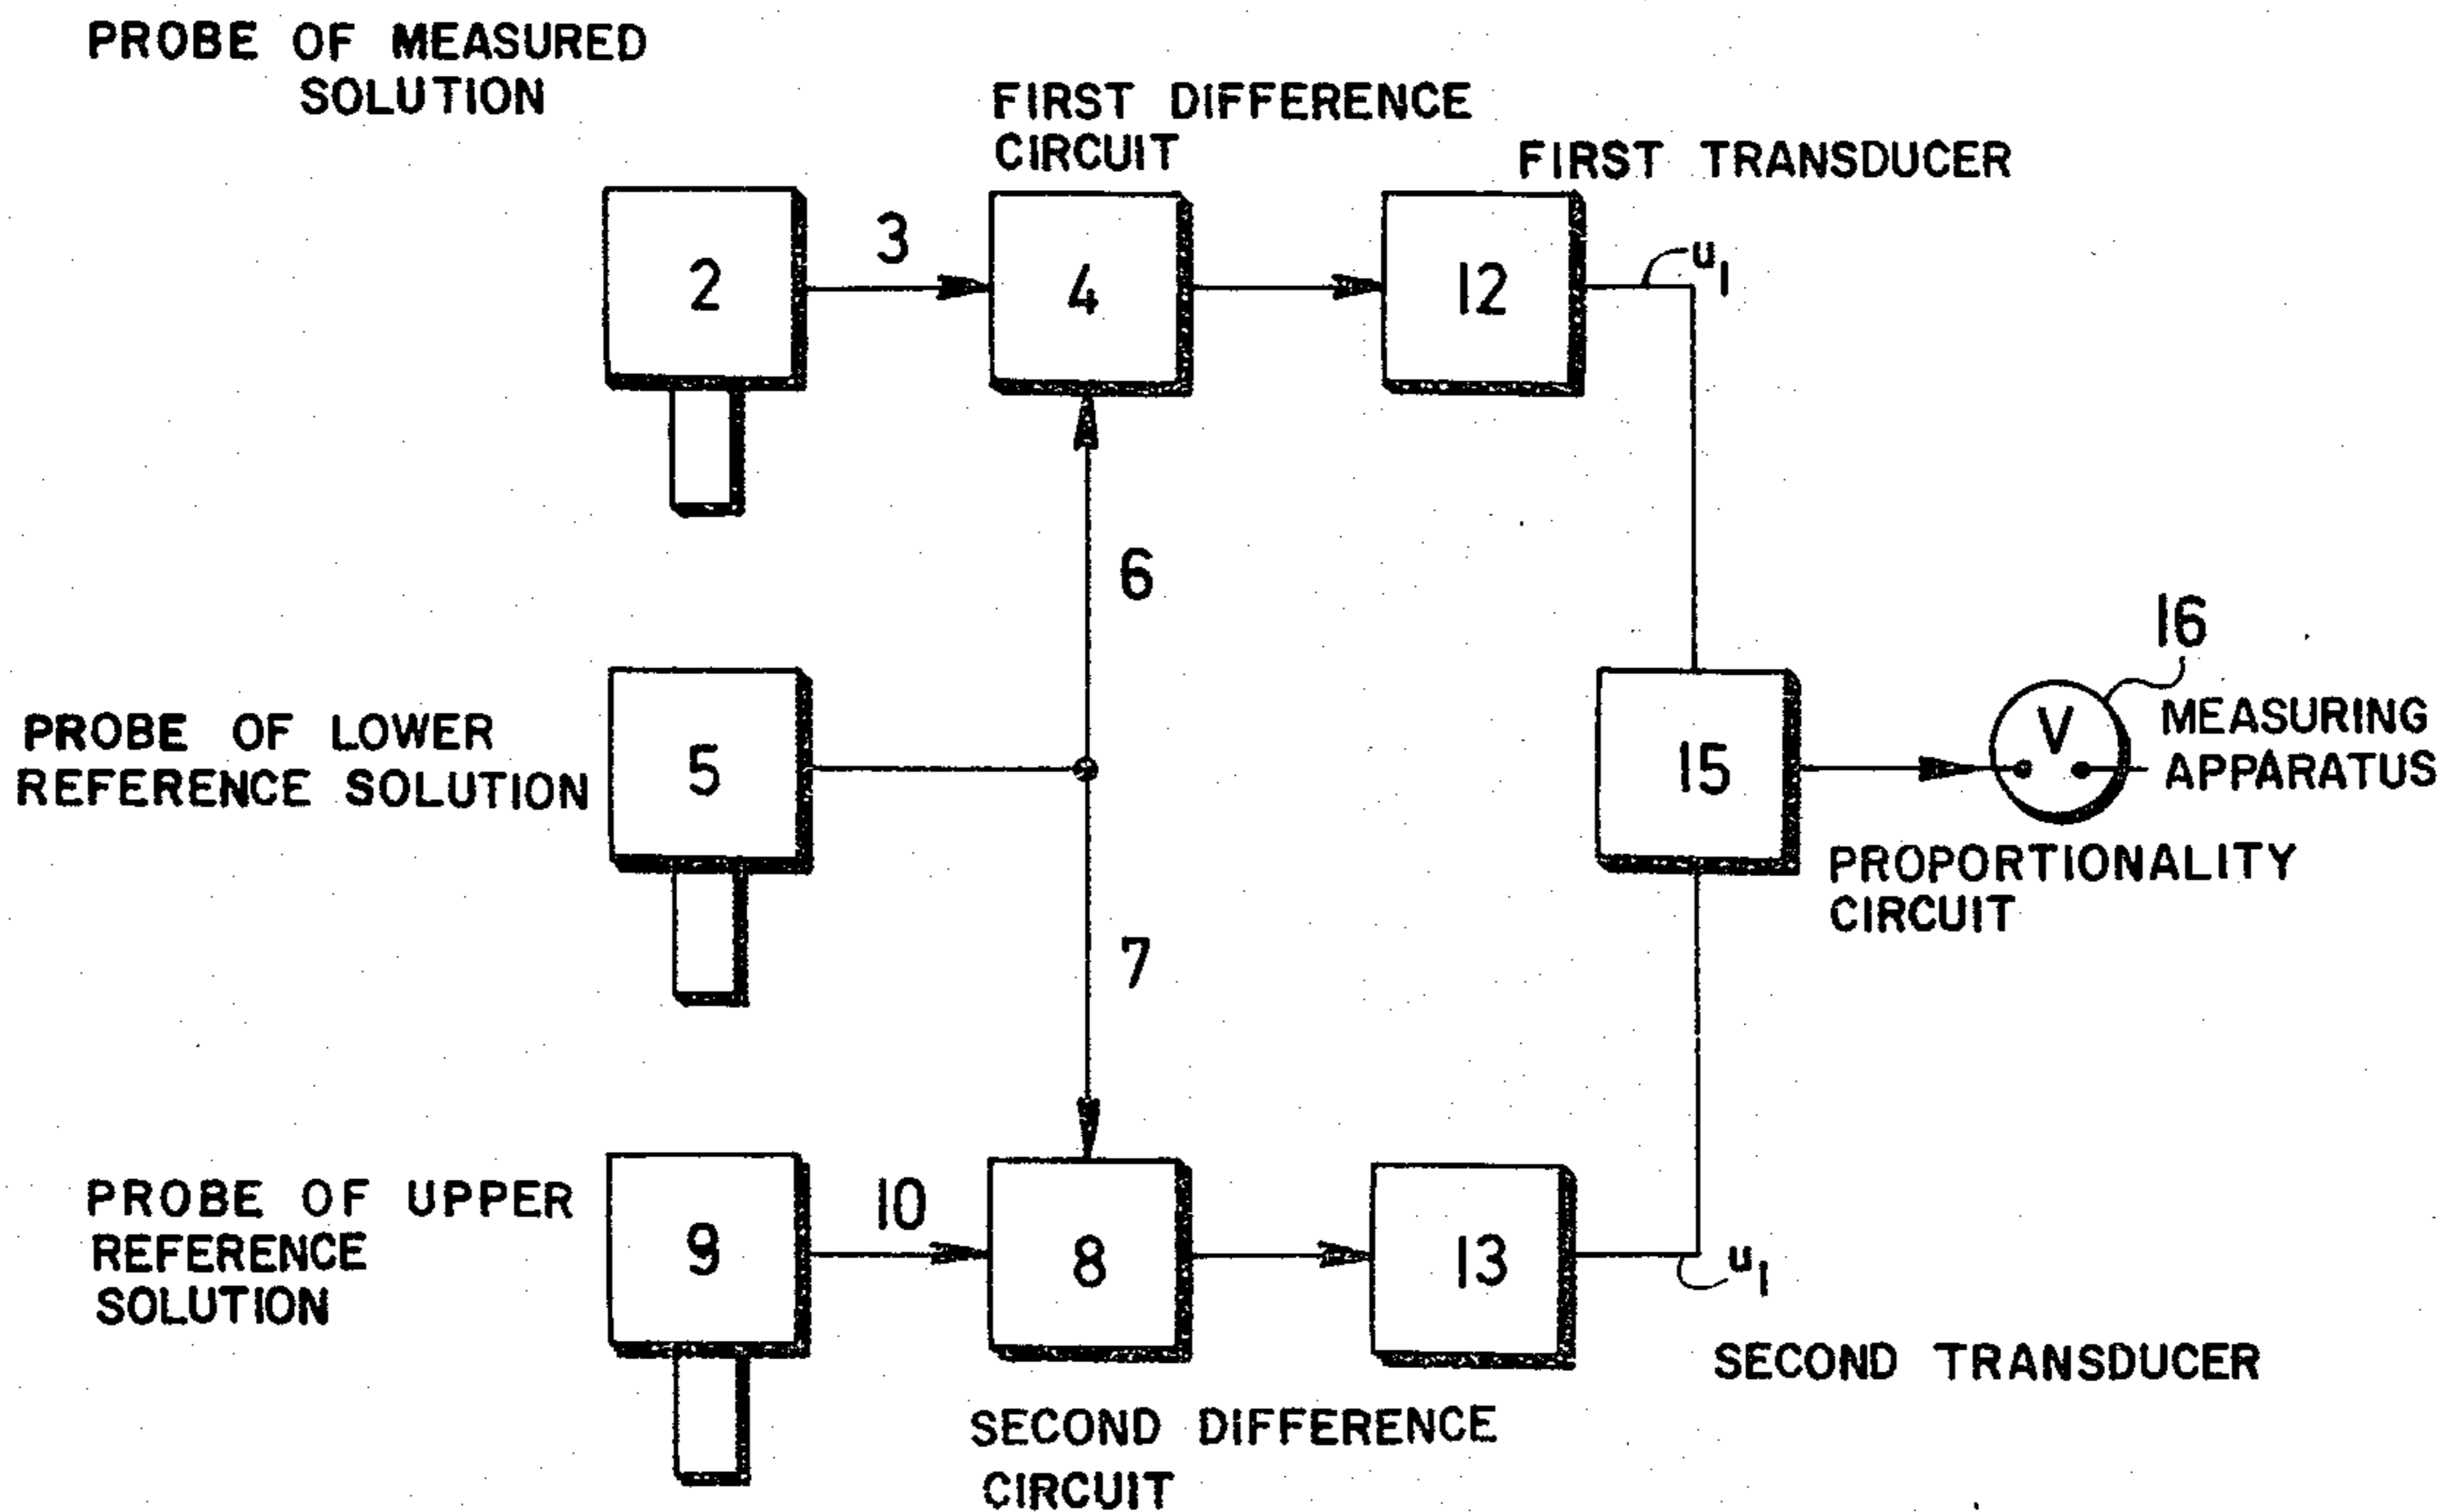 PROBE OF MEASURED
SOLUTION
FIRST DIFFERENCE
CIRCUIT
FIRST TRANSDUCER
2
3
4
12
u1
6
16
PROBE OF LOWER
REFERENCE SOLUTION
5
15
V
MEASURING
APPARATUS
PROPORTIONALITY
CIRCUIT
7
PROBE OF UPPER
REFERENCE
SOLUTION
9
10
8
13
u1
SECOND TRANSDUCER
SECOND DIFFERENCE
CIRCUIT